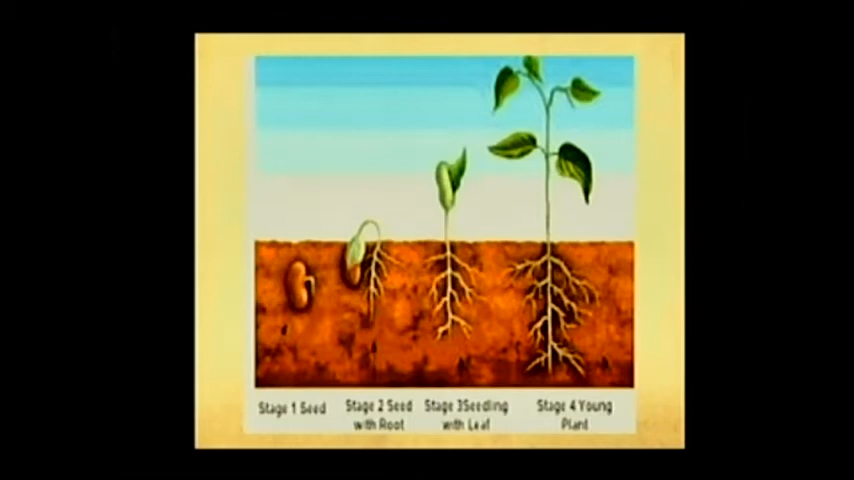 Stage 1 Seed
Stage 2 Seed
with Root
Stage 3Seedling
with Leaf
Stage 4 Young
Plant